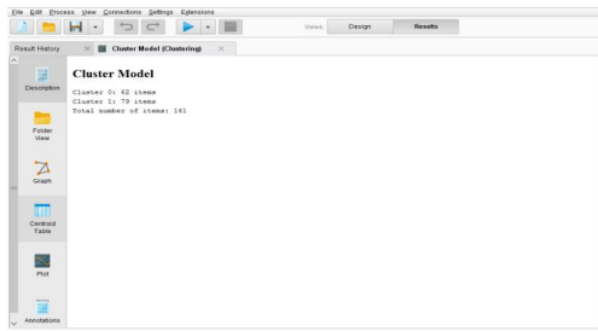 File Edit Process View Connections Settings Extensions
Views: Design Results
Result History Cluster Model (Clustering)
Description
Folder
View
Graph
Centroid
Table
Plot
Annotations
Cluster Model
Cluster 0: 62 items
Cluster 1: 79 items
Total number of items: 141